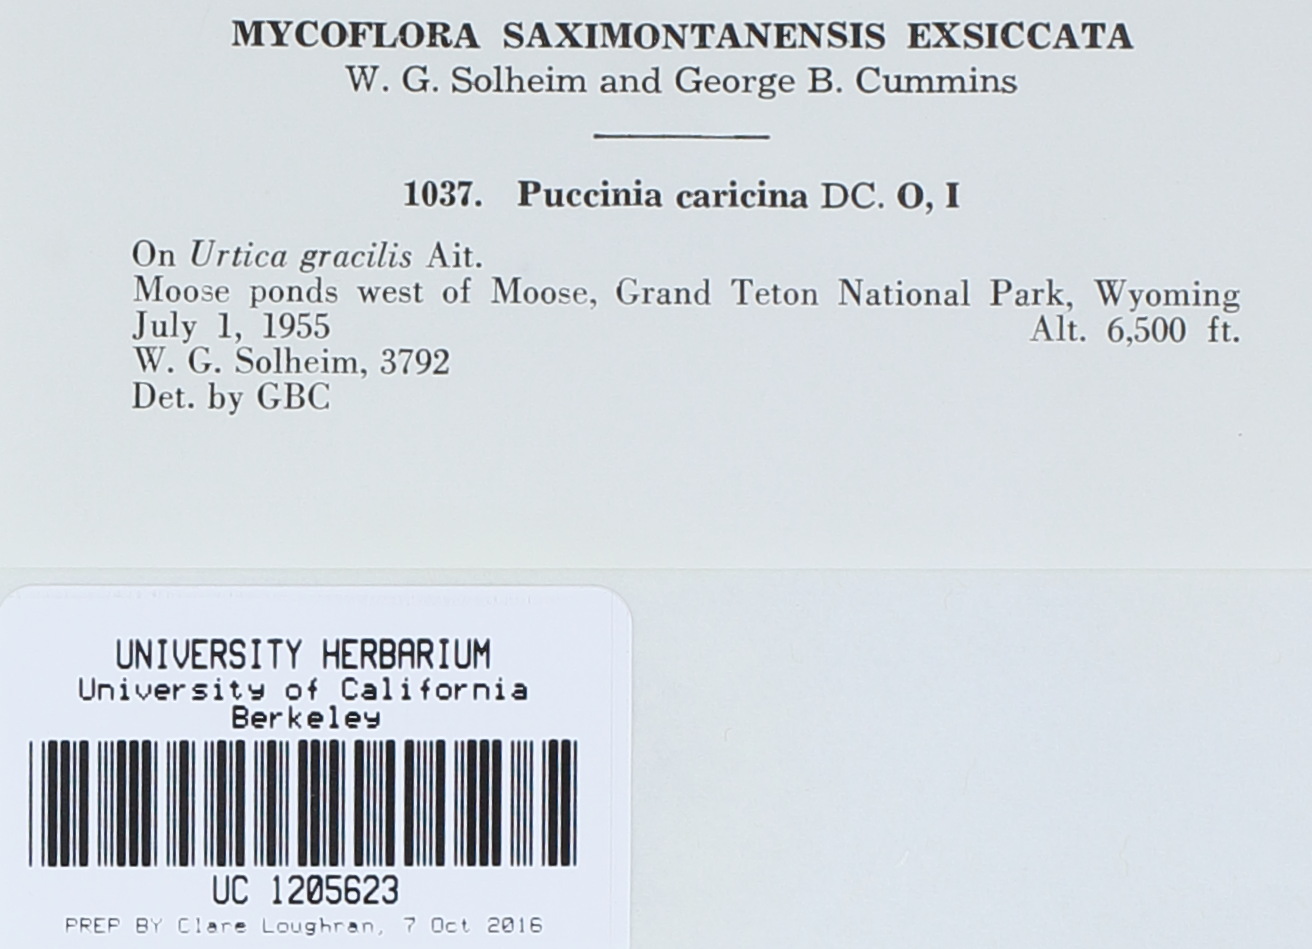 MYCOFLORA SAXIMONTANENSIS EXSICCATA
W. G. Solheim and George B. Cummins
1037. Puccinia caricina DC. O, I
On Urtica gracilis Ait.
Moose ponds west of Moose, Grand Teton National Park, Wyoming
July 1, 1955 Alt. 6,500 ft.
W. G. Solheim, 3792
Det. by GBC
UNIVERSITY HERBARIUM
University of California
Berkeley
UC 1205623
PREP BY Clare Loughran, 7 Oct 2016